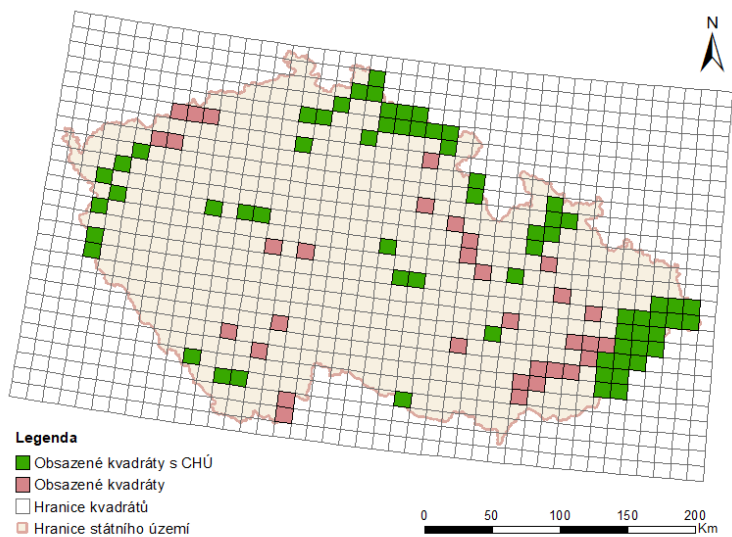 N
Legenda
Obsazené kvadráty s CHÚ
Obsazené kvadráty
Hranice kvadrátů
Hranice státního území
0 50 100 150 200
Km